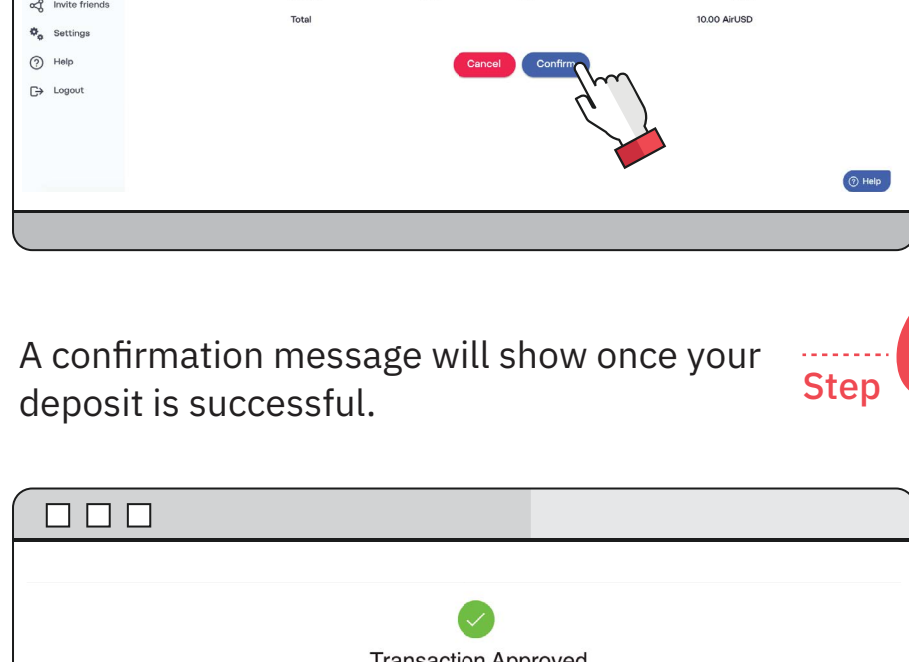 Invite friends
Total 10.00 AirUSD
Settings
Help
Cancel Confirm
Logout
Help
A confirmation message will show once your
deposit is successful.
Step
Transaction Approved